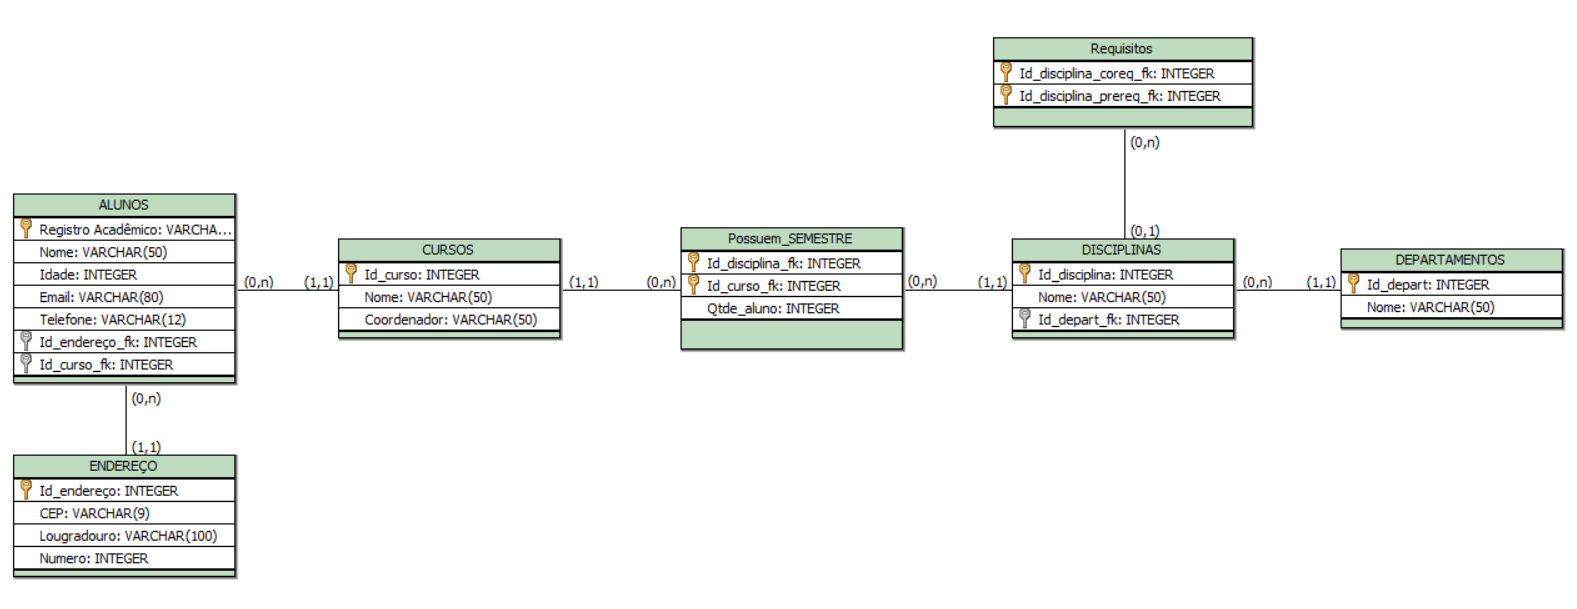 Requisitos
Id_disciplina_coreq_fk: INTEGER
Id_disciplina_prereq_fk: INTEGER
(0,n)
(0,1)
ALUNOS
Registro Acadêmico: VARCHA...
Nome: VARCHAR(50)
Idade: INTEGER
Email: VARCHAR(80)
Telefone: VARCHAR(12)
Id_endereço_fk: INTEGER
Id_curso_fk: INTEGER
(0,n)
(1,1)
CURSOS
Id_curso: INTEGER
Nome: VARCHAR(50)
Coordenador: VARCHAR(50)
(1,1)
(0,n)
Possuem_SEMESTRE
Id_disciplina_fk: INTEGER
Id_curso_fk: INTEGER
Qtde_aluno: INTEGER
(0,n)
(1,1)
DISCIPLINAS
Id_disciplina: INTEGER
Nome: VARCHAR(50)
Id_depart_fk: INTEGER
(0,n)
(1,1)
DEPARTAMENTOS
Id_depart: INTEGER
Nome: VARCHAR(50)
(0,n)
(1,1)
ENDEREÇO
Id_endereço: INTEGER
CEP: VARCHAR(9)
Lougradouro: VARCHAR(100)
Numero: INTEGER